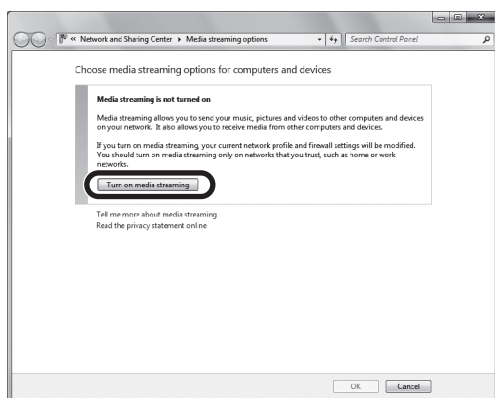 « Network and Sharing Center ▸ Media streaming options
Search Control Panel
Choose media streaming options for computers and devices
Media streaming is not turned on
Media streaming allows you to send your music, pictures and videos to other computers and devices
on your network. It also allows you to receive media from other computers and devices.
If you turn on media streaming, your current network profile and firewall settings will be modified.
You should turn on media streaming only on networks that you trust, such as home or work
networks.
Turn on media streaming
Tell me more about media streaming
Read the privacy statement online
OK
Cancel